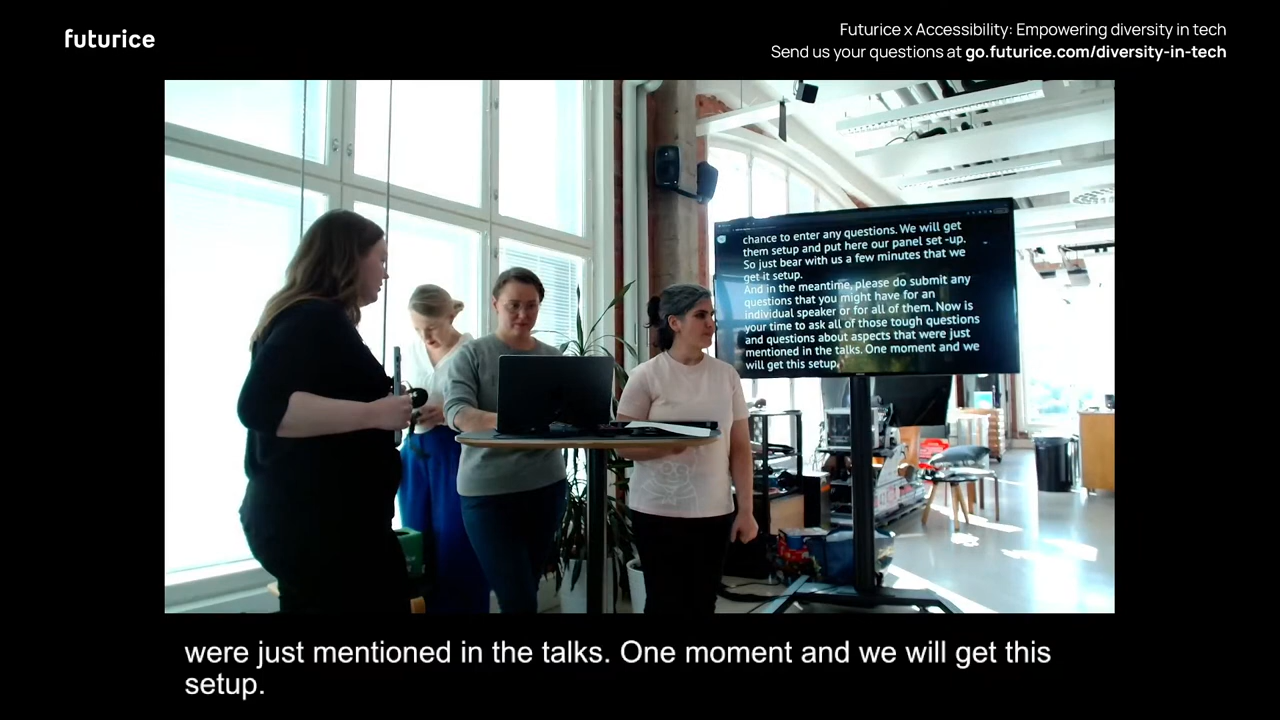 futurice
Futurice x Accessibility: Empowering diversity in tech
Send us your questions at go.futurice.com/diversity-in-tech
chance to enter any questions. We will get
them setup and put here our panel set-up.
So just bear with us a few minutes that we
get it setup.
And in the meantime, please do submit any
questions that you might have for an
individual speaker or for all of them. Now is
your time to ask all of those tough questions
and questions about aspects that were just
mentioned in the talks. One moment and we
will get this setup.
were just mentioned in the talks. One moment and we will get this
setup.